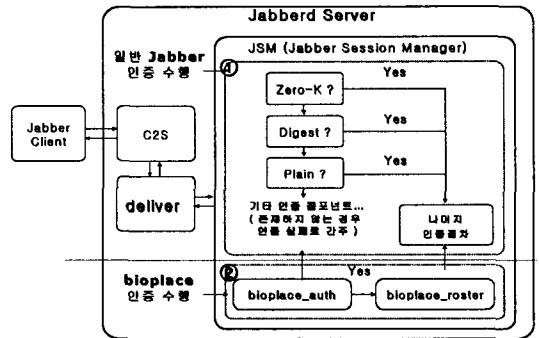 Jabberd Server
JSM (Jabber Session Manager)
일반 Jabber
인증 수행
①
Yes
Zero-K ?
Jabber
Client
C2S
Yes
Digest ?
Yes
Plain ?
deliver
기타 인증 콤포넌트...
( 존재하지 않는 경우
인증 실패로 간주 )
나머지
인증절차
bioplace
인증 수행
②
Yes
bioplace_auth
bioplace_roster